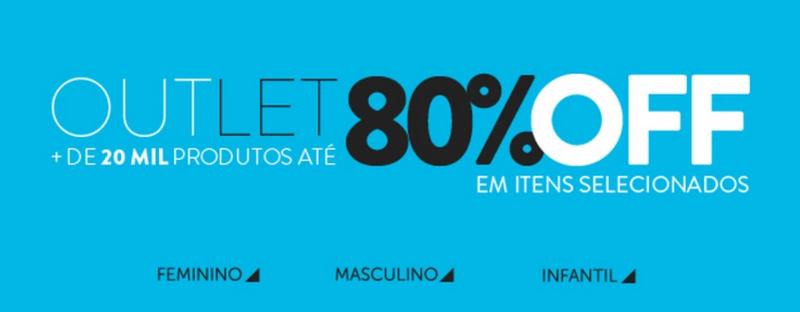 OUTLET 80% OFF
+ DE 20 MIL PRODUTOS ATÉ
EM ITENS SELECIONADOS
FEMININO MASCULINO INFANTIL